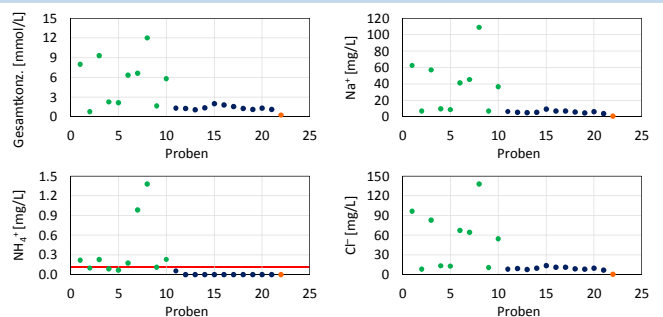 Gesamtkonz. [mmol/L]
15
12
9
6
3
0
0 5 10 15 20 25
Proben
Na⁺ [mg/L]
120
100
80
60
40
20
0
0 5 10 15 20 25
Proben
NH₄⁺ [mg/L]
1.5
1.2
0.9
0.6
0.3
0.0
0 5 10 15 20 25
Proben
Cl⁻ [mg/L]
150
120
90
60
30
0
0 5 10 15 20 25
Proben